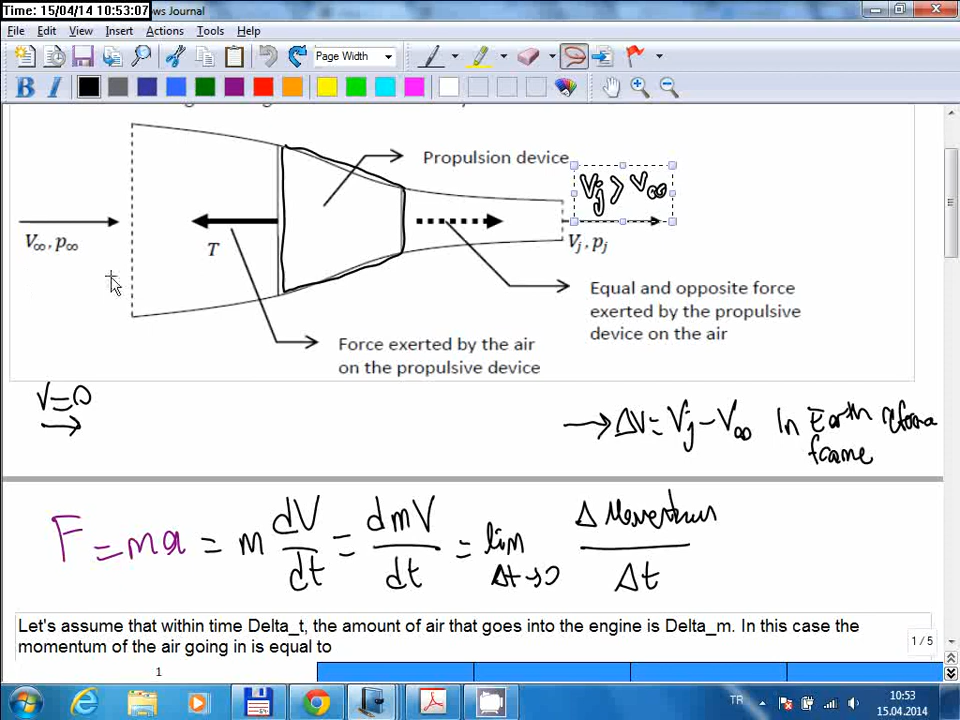 Time: 15/04/14 10:53:07
ows Journal
File Edit View Insert Actions Tools Help
Page Width
B I
Propulsion device
Vj > V∞
V∞, p∞
T
Vj, pj
Equal and opposite force
exerted by the propulsive
device on the air
Force exerted by the air
on the propulsive device
V=0
→ ΔV = Vj - V∞ In Earth
frame
F = ma = m dV/dt = dmV/dt = lim Δt→0 Δ Momentum/Δt
Let's assume that within time Delta_t, the amount of air that goes into the engine is Delta_m. In this case the
momentum of the air going in is equal to
1 / 5
1
TR
10:53
15.04.2014